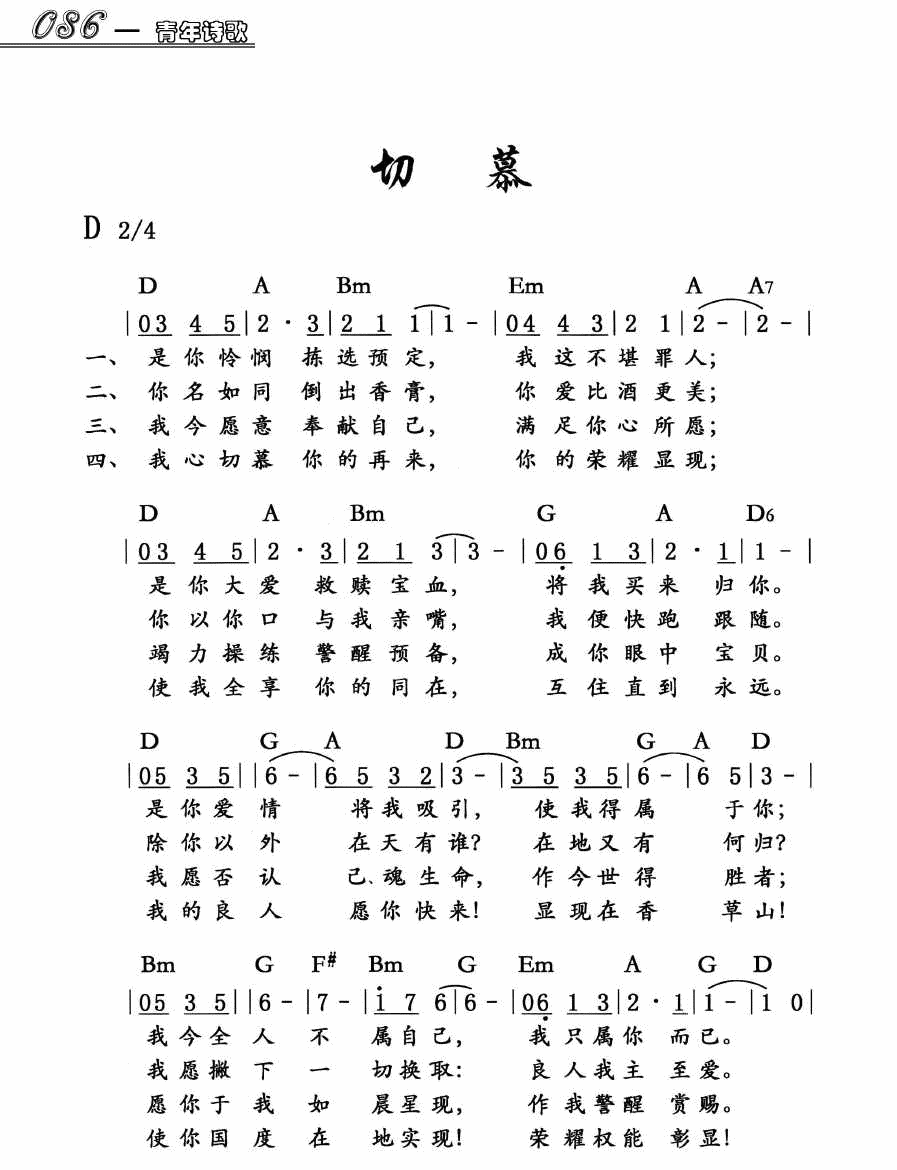 086 — 青年诗歌
切 慕
D 2/4
D A Bm Em A A7
|03 4 5|2 · 3|2 1 1|1 - |04 4 3|2 1|2 - |2 - |
一、 是你怜悯 拣选预定, 我这不堪罪人;
二、 你名如同 倒出香膏, 你爱比酒更美;
三、 我今愿意 奉献自己, 满足你心所愿;
四、 我心切慕 你的再来, 你的荣耀显现;
D A Bm G A D6
|03 4 5|2 · 3|2 1 3|3 - |06 1 3|2 · 1|1 - |
是你大爱 救赎宝血, 将我买来 归你。
你以你口 与我亲嘴, 我便快跑 跟随。
竭力操练 警醒预备, 成你眼中 宝贝。
使我全享 你的同在, 互住直到 永远。
D G A D Bm G A D
|05 3 5||6 - |6 5 3 2|3 - |3 5 3 5|6 - |6 5|3 - |
是你爱情 将我吸引, 使我得属 于你;
除你以外 在天有谁? 在地又有 何归?
我愿否认 己、魂生命, 作今世得 胜者;
我的良人 愿你快来! 显现在香 草山!
Bm G F# Bm G Em A G D
|05 3 5||6 - |7 - |i 7 6|6 - |06 1 3|2 · 1|1 - |1 0|
我今全人 不 属自己, 我只属你 而已。
我愿撇下 一 切换取: 良人我主 至爱。
愿你于我 如 晨星现, 作我警醒 赏赐。
使你国度 在 地实现! 荣耀权能 彰显!